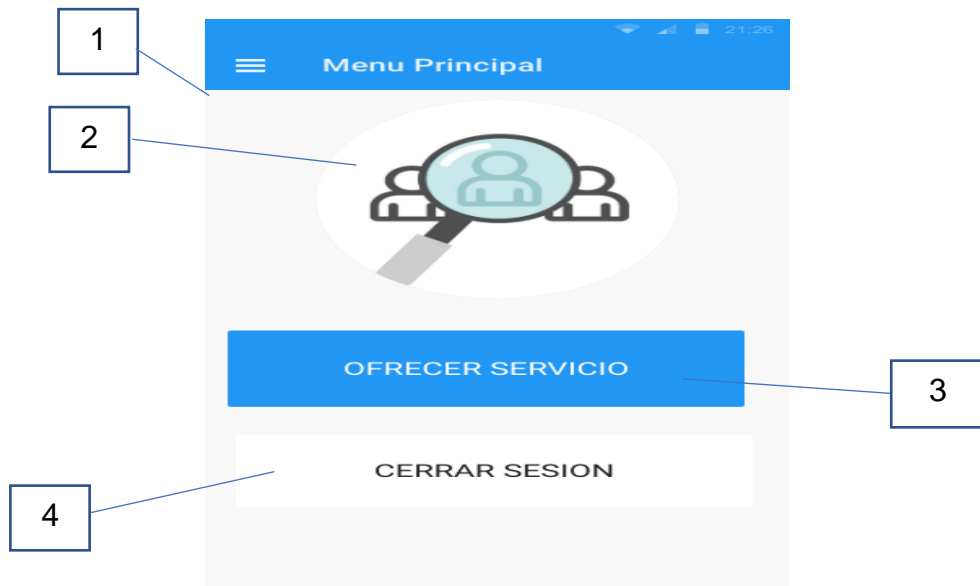 1
21:26
Menu Principal
2
OFRECER SERVICIO
3
CERRAR SESION
4